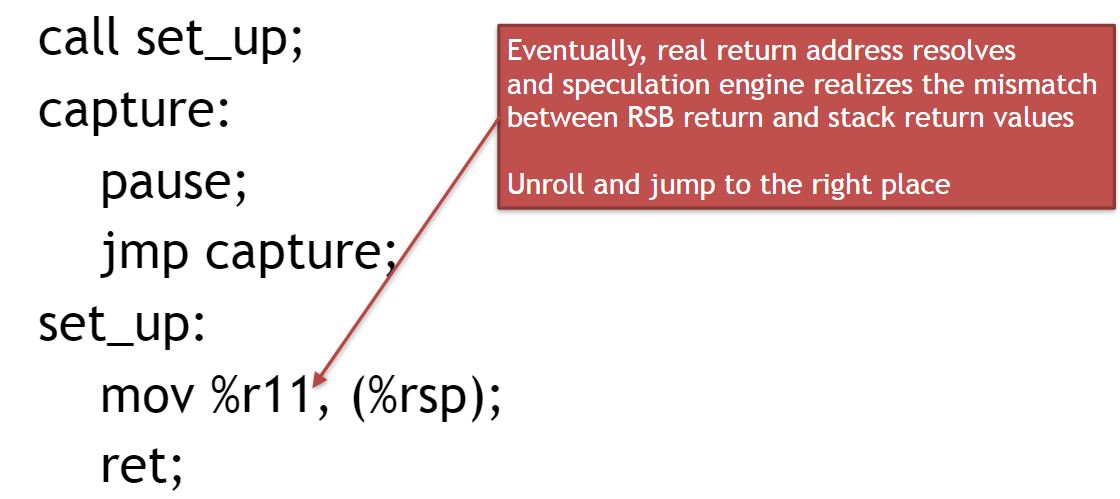 call set_up;
capture:
pause;
jmp capture;
set_up:
mov %r11, (%rsp);
ret;
Eventually, real return address resolves
and speculation engine realizes the mismatch
between RSB return and stack return values
Unroll and jump to the right place